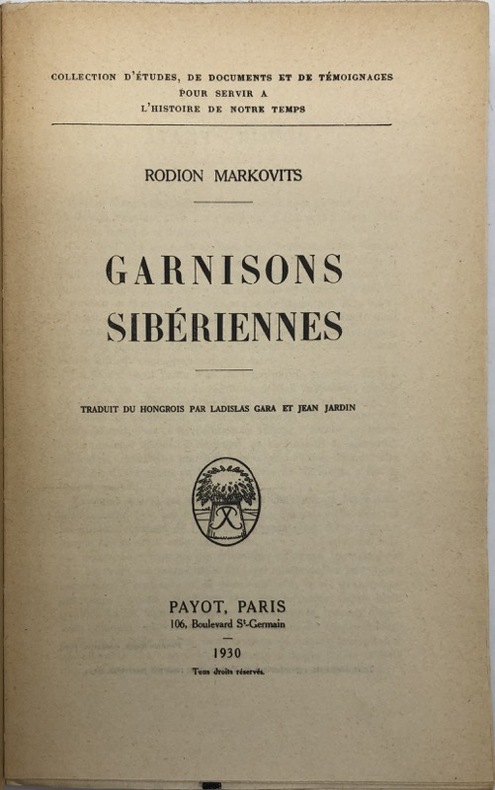 COLLECTION D'ÉTUDES, DE DOCUMENTS ET DE TÉMOIGNAGES
POUR SERVIR A
L'HISTOIRE DE NOTRE TEMPS
RODION MARKOVITS
GARNISONS
SIBÉRIENNES
TRADUIT DU HONGROIS PAR LADISLAS GARA ET JEAN JARDIN
PAYOT, PARIS
106, Boulevard St-Germain
1930
Tous droits réservés.